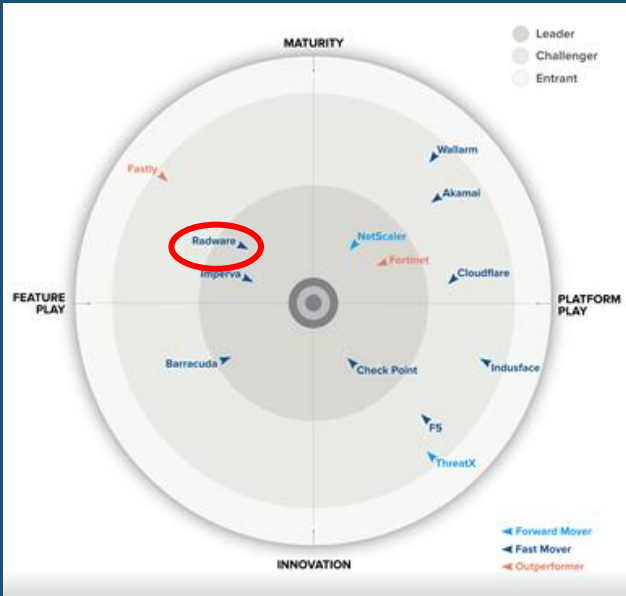 MATURITY
Leader
Challenger
Entrant
Wallarm
Fastly
Akamai
Radware
NetScaler
Fortinet
Imperva
Cloudflare
FEATURE
PLAY
PLATFORM
PLAY
Barracuda
Check Point
Indusface
F5
ThreatX
INNOVATION
Forward Mover
Fast Mover
Outperformer